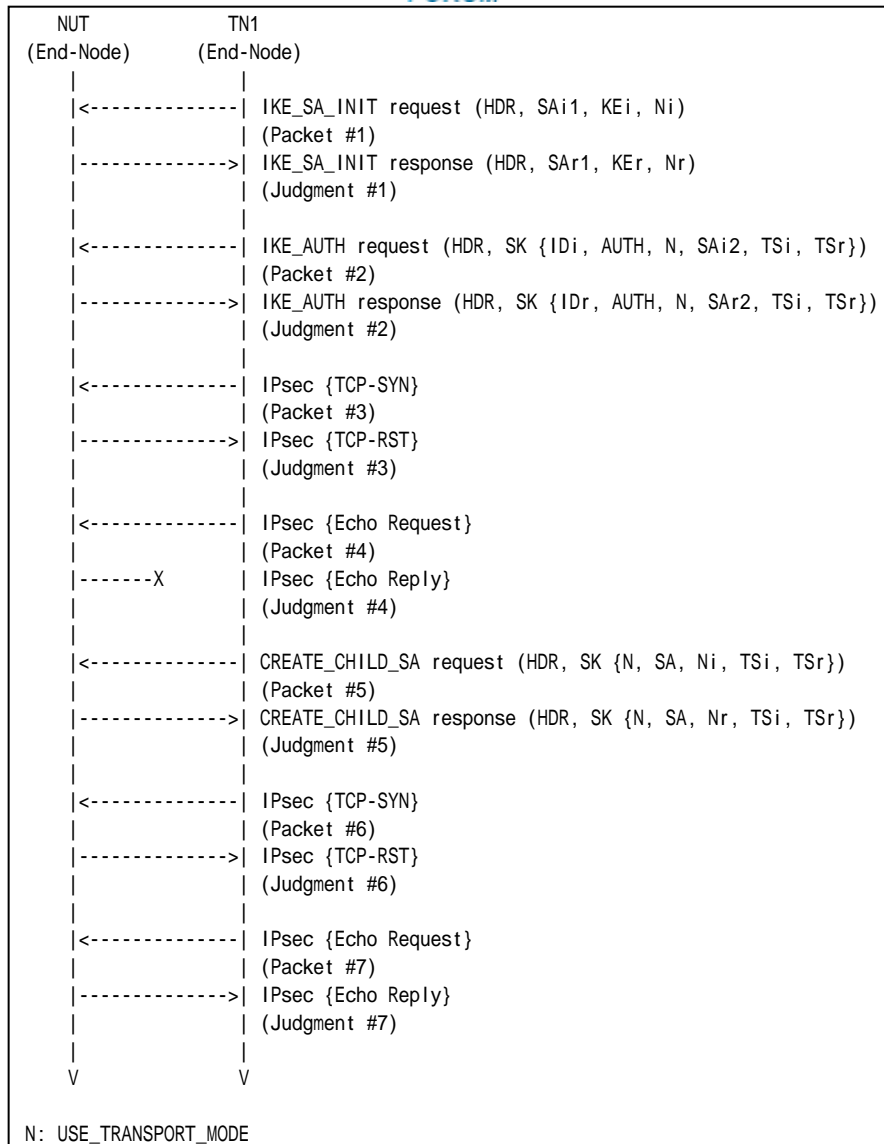 NUT TN1
(End-Node) (End-Node)
| |
|<--------------| IKE_SA_INIT request (HDR, SAi1, KEi, Ni)
| | (Packet #1)
|-------------->| IKE_SA_INIT response (HDR, SAr1, KEr, Nr)
| | (Judgment #1)
| |
|<--------------| IKE_AUTH request (HDR, SK {IDi, AUTH, N, SAi2, TSi, TSr})
| | (Packet #2)
|-------------->| IKE_AUTH response (HDR, SK {IDr, AUTH, N, SAr2, TSi, TSr})
| | (Judgment #2)
| |
|<--------------| IPsec {TCP-SYN}
| | (Packet #3)
|-------------->| IPsec {TCP-RST}
| | (Judgment #3)
| |
|<--------------| IPsec {Echo Request}
| | (Packet #4)
|-------X | IPsec {Echo Reply}
| | (Judgment #4)
| |
|<--------------| CREATE_CHILD_SA request (HDR, SK {N, SA, Ni, TSi, TSr})
| | (Packet #5)
|-------------->| CREATE_CHILD_SA response (HDR, SK {N, SA, Nr, TSi, TSr})
| | (Judgment #5)
| |
|<--------------| IPsec {TCP-SYN}
| | (Packet #6)
|-------------->| IPsec {TCP-RST}
| | (Judgment #6)
| |
|<--------------| IPsec {Echo Request}
| | (Packet #7)
|-------------->| IPsec {Echo Reply}
| | (Judgment #7)
| |
V V
N: USE_TRANSPORT_MODE